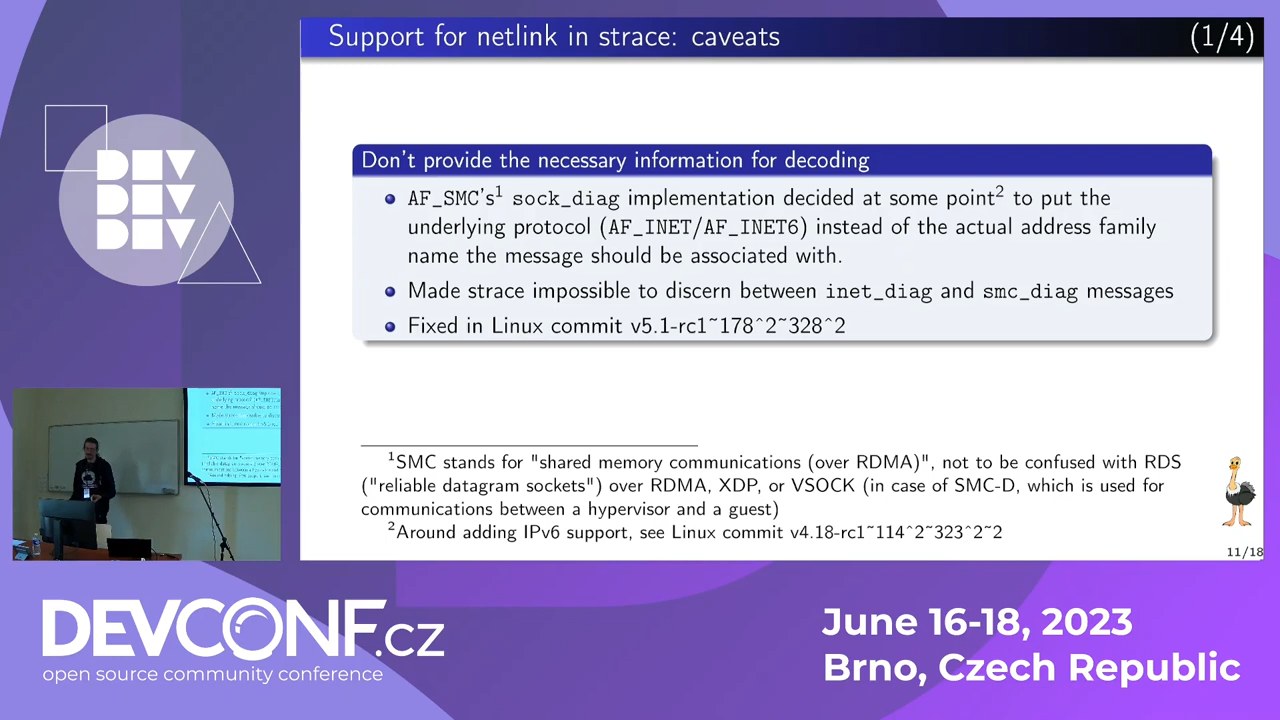 Support for netlink in strace: caveats (1/4)
Don't provide the necessary information for decoding
AF_SMC's1 sock_diag implementation decided at some point2 to put the
underlying protocol (AF_INET/AF_INET6) instead of the actual address family
name the message should be associated with.
Made strace impossible to discern between inet_diag and smc_diag messages
Fixed in Linux commit v5.1-rc1~178^2~328^2
1SMC stands for "shared memory communications (over RDMA)", not to be confused with RDS
("reliable datagram sockets") over RDMA, XDP, or VSOCK (in case of SMC-D, which is used for
communications between a hypervisor and a guest)
2Around adding IPv6 support, see Linux commit v4.18-rc1~114^2~323^2~2
11/18
DEV
DEV
DEV
DEVCONF.cz
open source community conference
June 16-18, 2023
Brno, Czech Republic